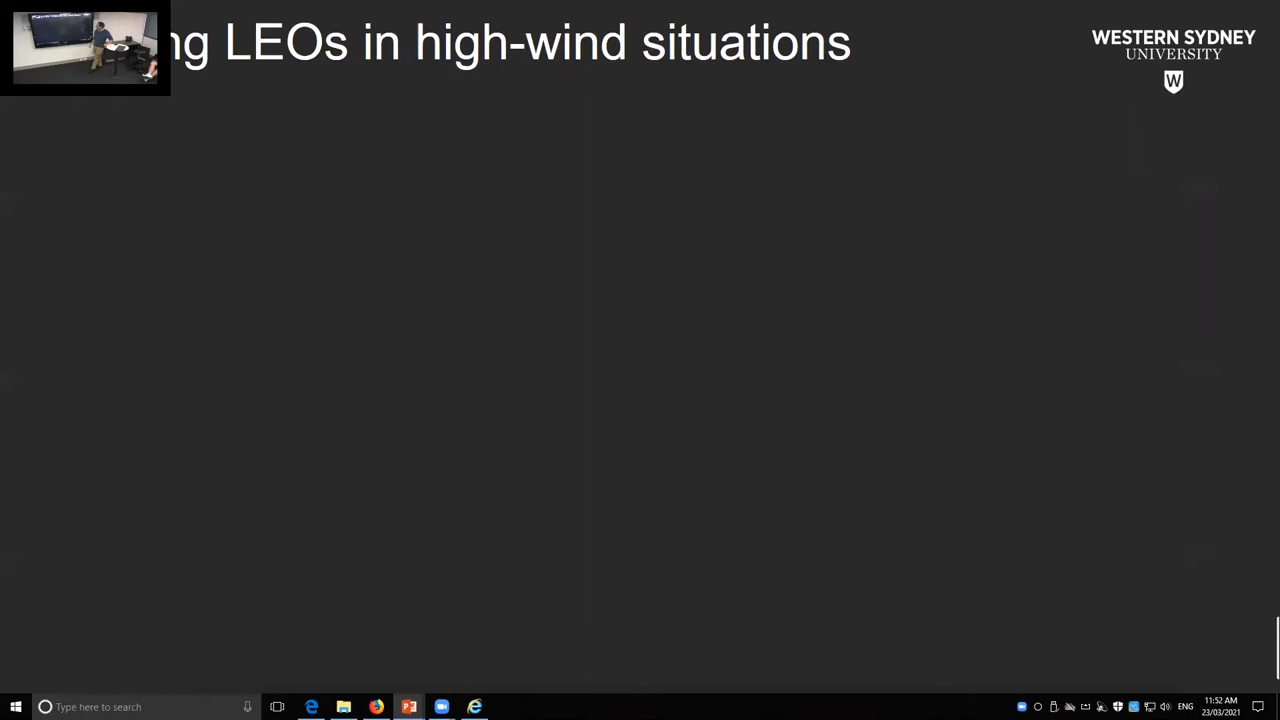 ng LEOs in high-wind situations
WESTERN SYDNEY
UNIVERSITY
W
Type here to search
ENG
11:52 AM
23/03/2021